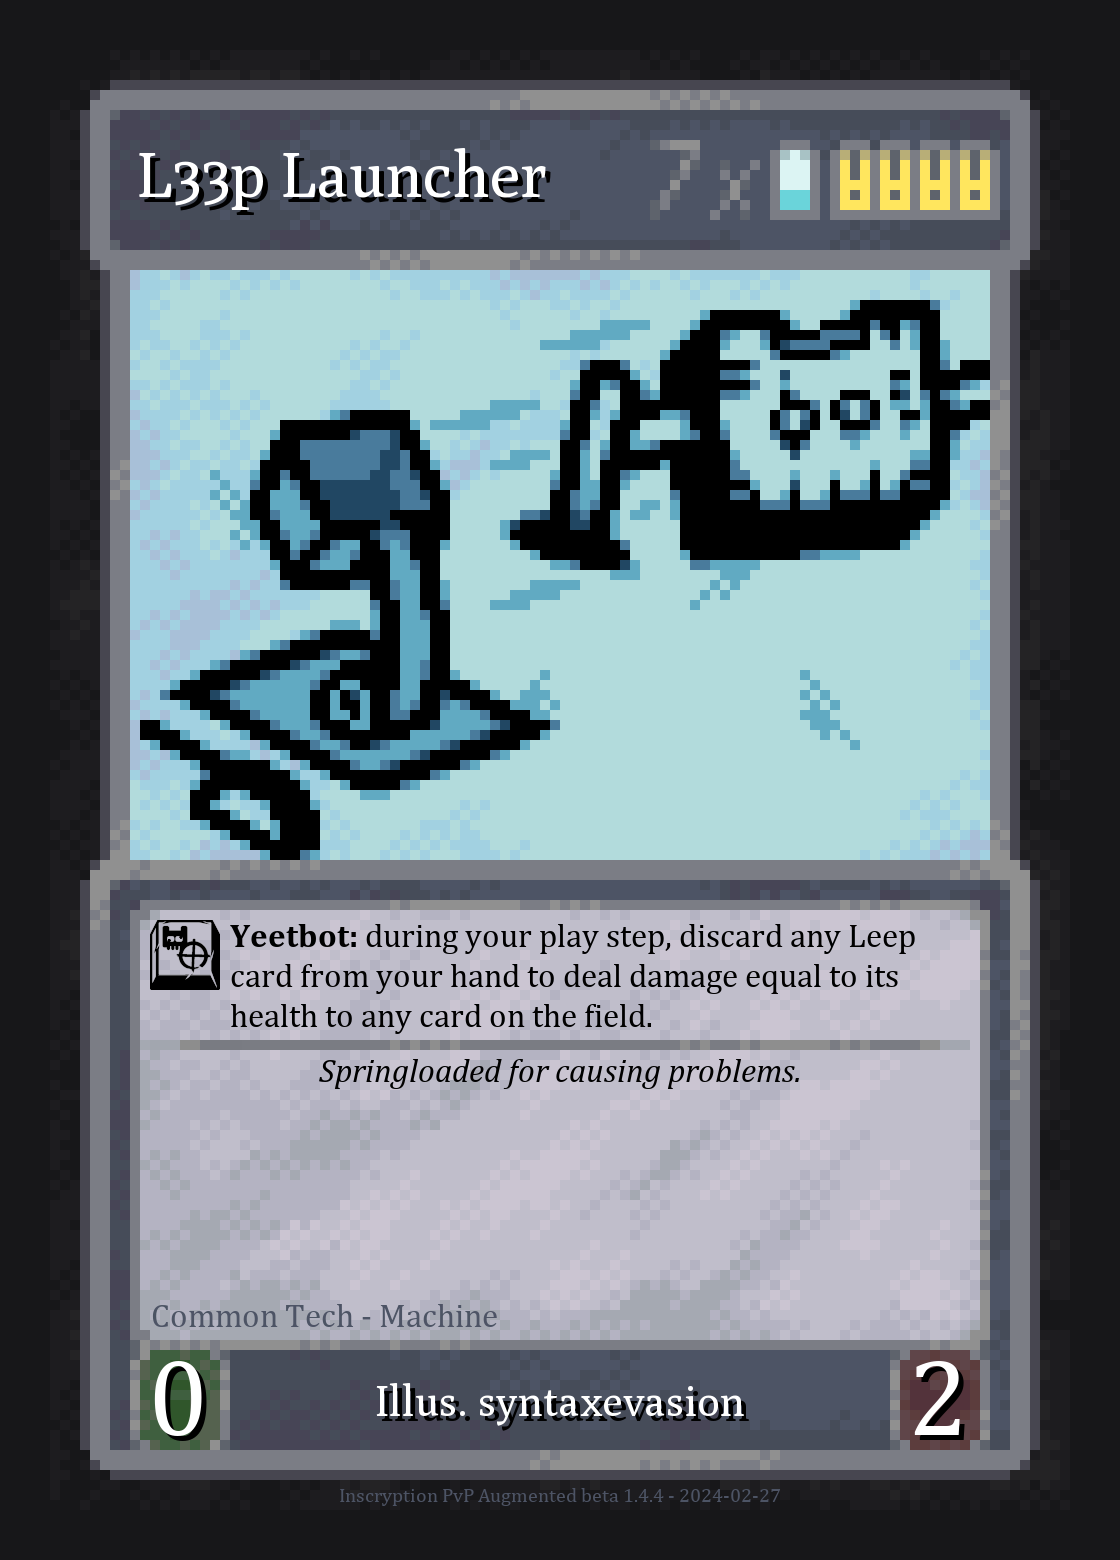 L33p Launcher 7x
Yeetbot: during your play step, discard any Leep
card from your hand to deal damage equal to its
health to any card on the field.
Springloaded for causing problems.
Common Tech - Machine
0 Illus. syntaxevasion 2
Inscryption PvP Augmented beta 1.4.4 - 2024-02-27